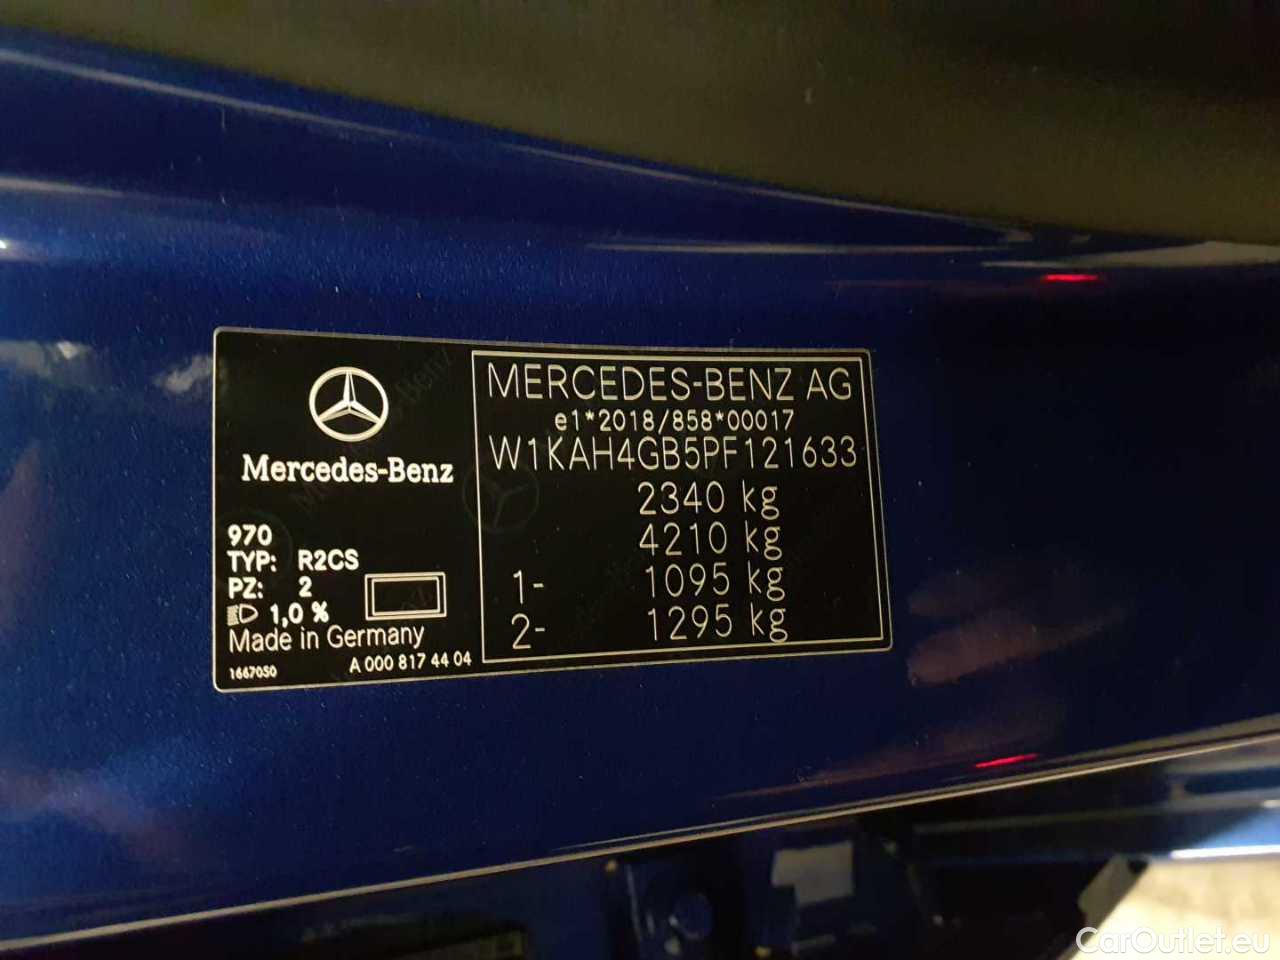 Mercedes-Benz
970
TYP: R2CS
PZ: 2
1,0 %
Made in Germany
1667050
A 000 817 44 04
MERCEDES-BENZ AG
e1*2018/858*00017
W1KAH4GB5PF121633
2340 kg
4210 kg
1- 1095 kg
2- 1295 kg
CarOutlet.eu